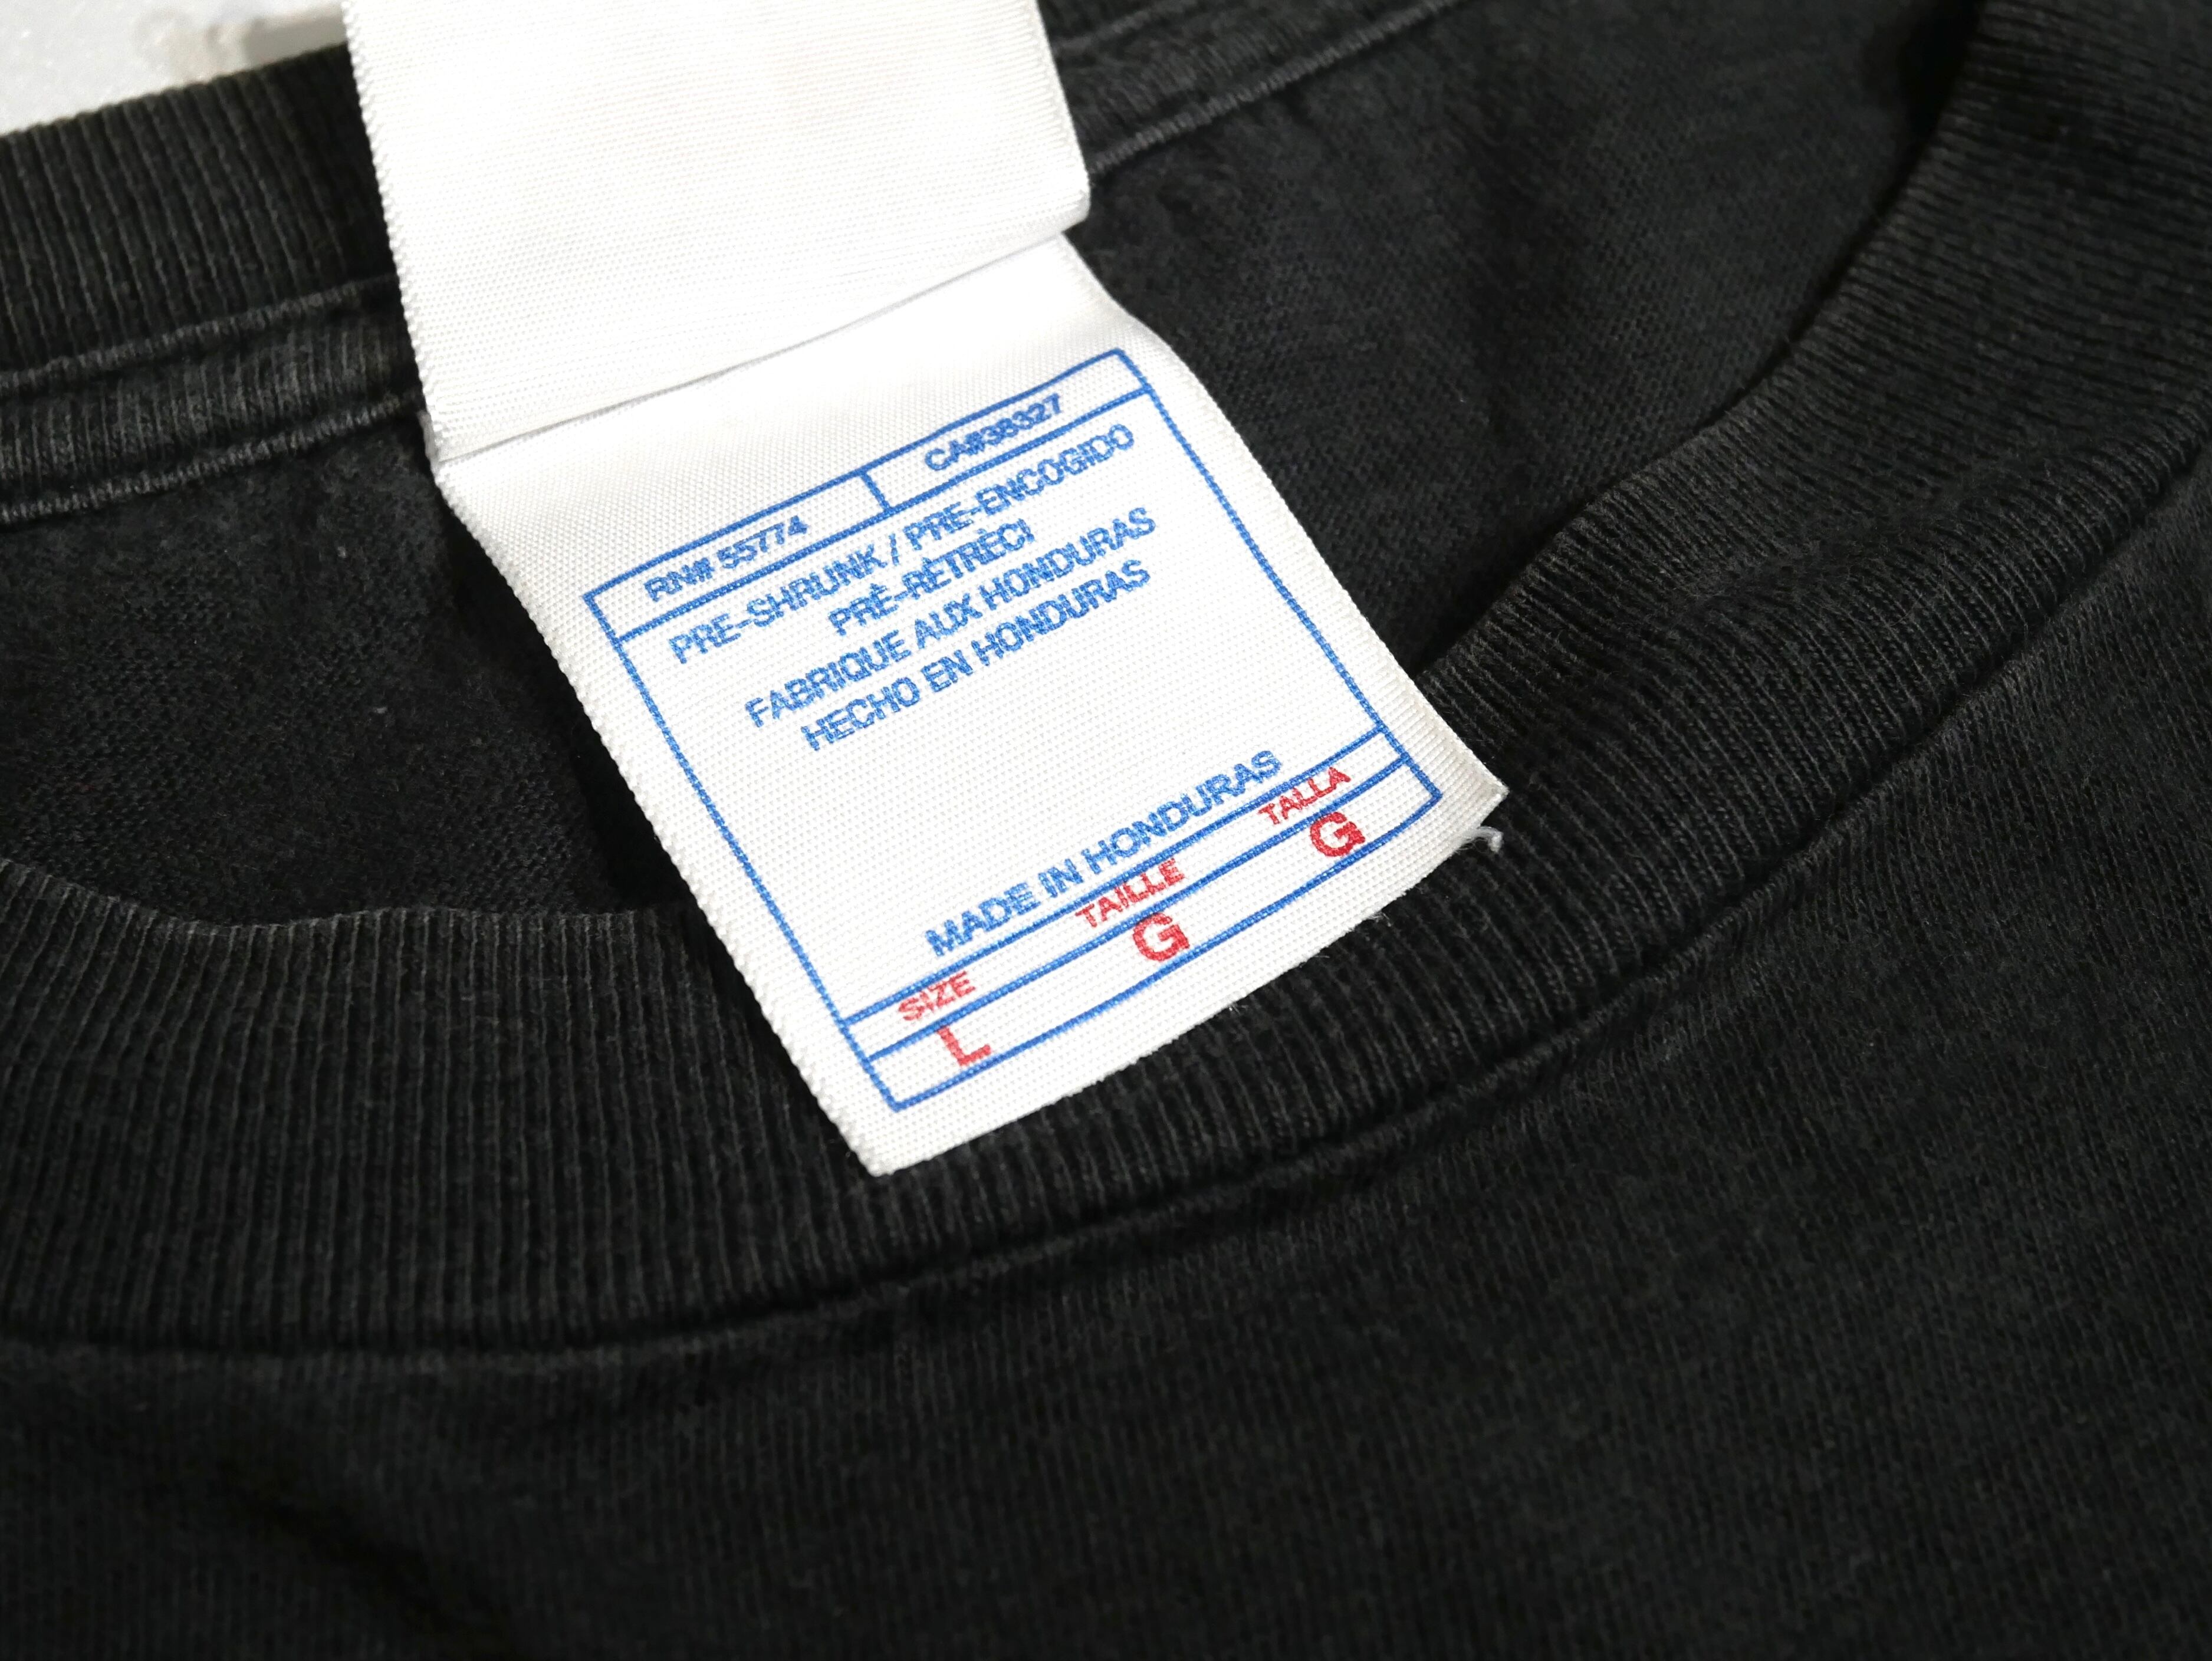 RN# 55774 CA#38327
PRE-SHRUNK / PRE-ENCOGIDO
PRÉ-RÉTRÉCI
FABRIQUE AUX HONDURAS
HECHO EN HONDURAS
MADE IN HONDURAS
SIZE TAILLE TALLA
L G G